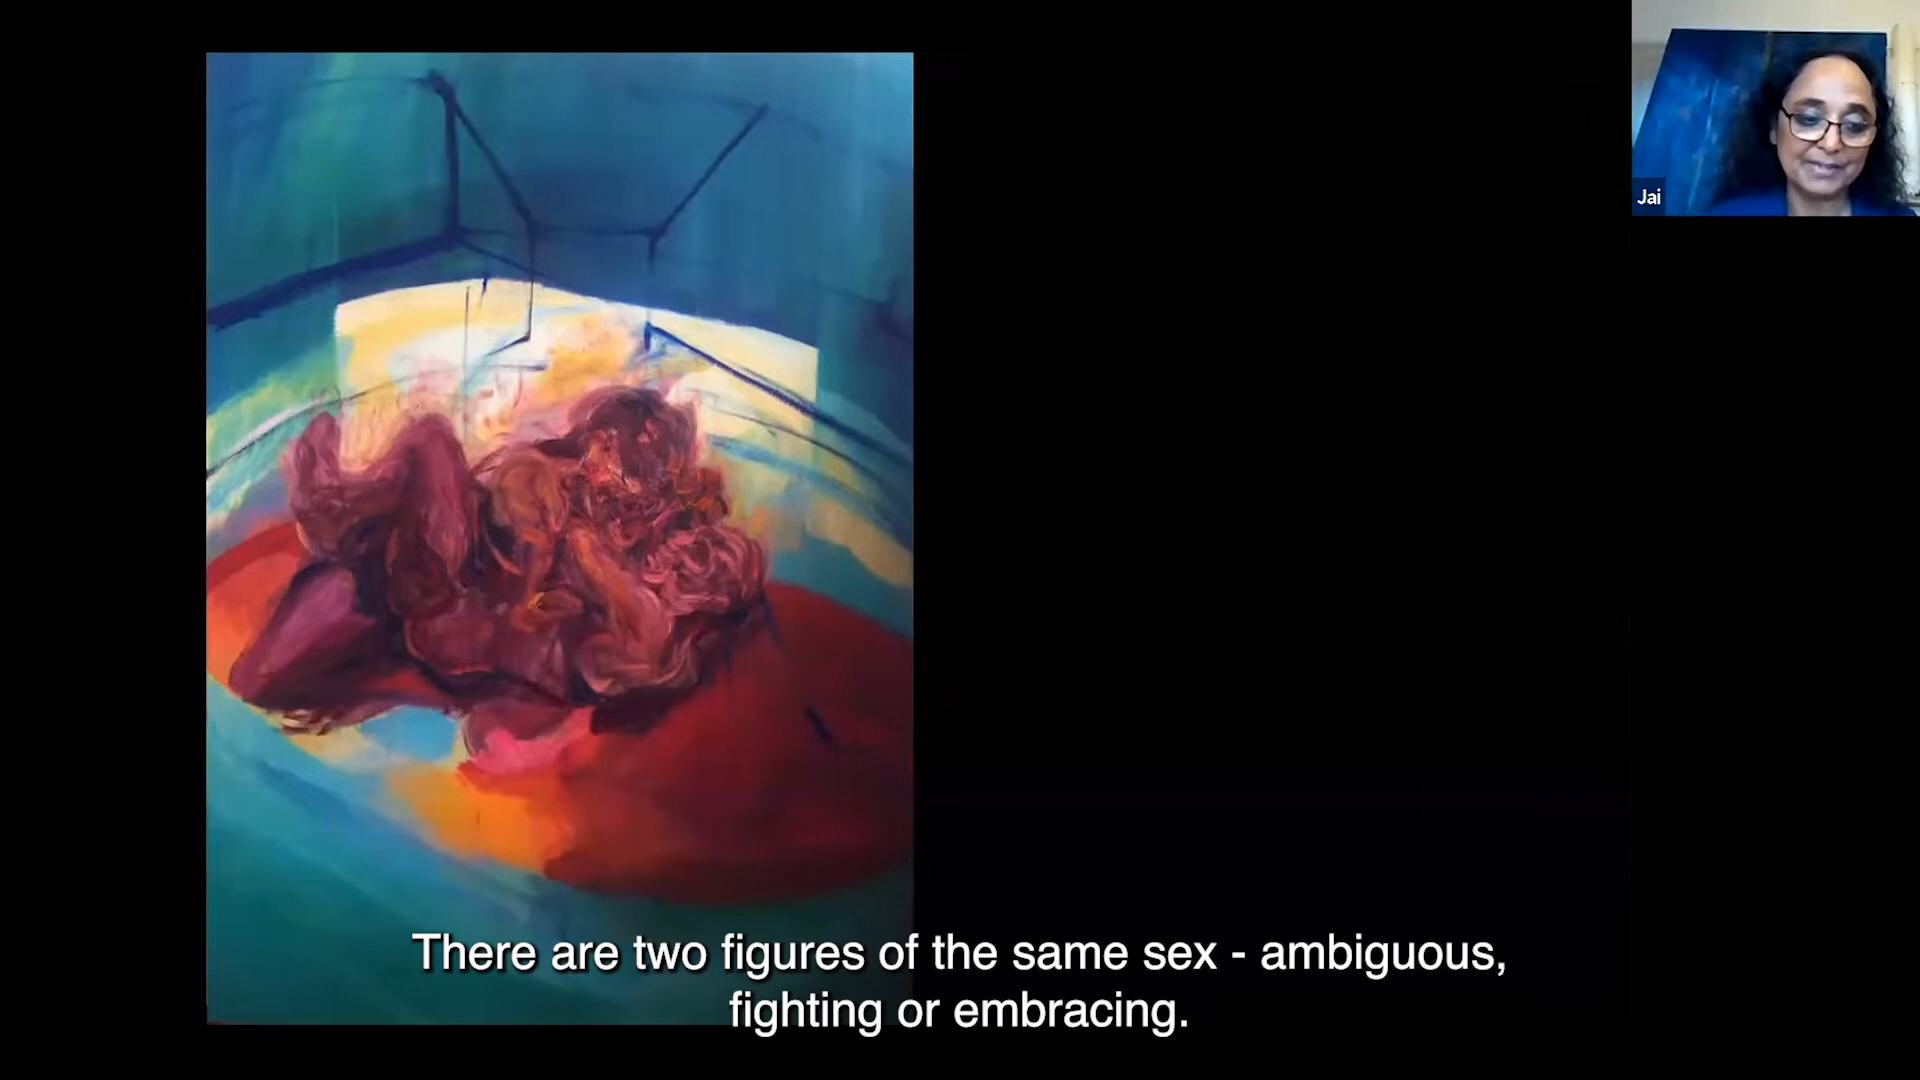 Jai
There are two figures of the same sex - ambiguous,
fighting or embracing.